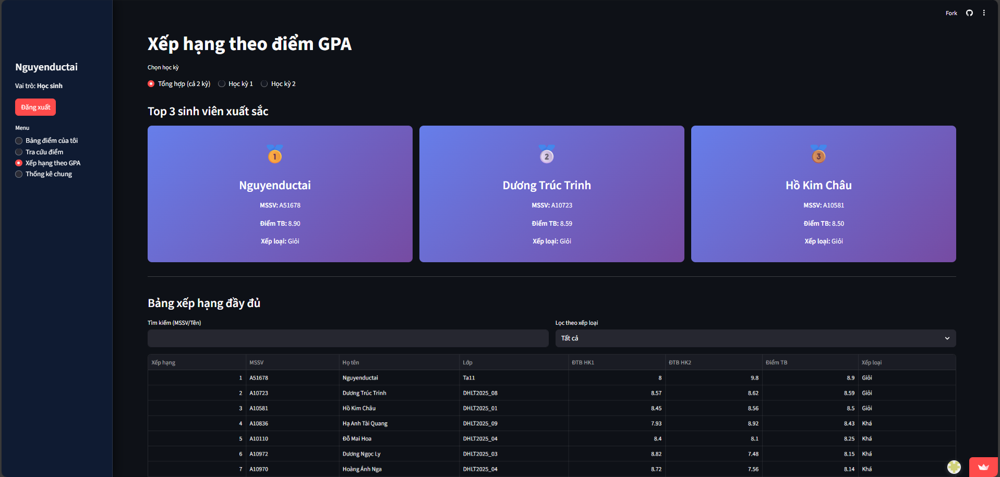 Fork
Nguyenductai
Vai trò: Học sinh
Đăng xuất
Menu
Bảng điểm của tôi
Tra cứu điểm
Xếp hạng theo GPA
Thống kê chung
Xếp hạng theo điểm GPA
Chọn học kỳ
Tổng hợp (cả 2 kỳ) Học kỳ 1 Học kỳ 2
Top 3 sinh viên xuất sắc
1
Nguyenductai
MSSV: A51678
Điểm TB: 8.90
Xếp loại: Giỏi
2
Dương Trúc Trinh
MSSV: A10723
Điểm TB: 8.59
Xếp loại: Giỏi
3
Hồ Kim Châu
MSSV: A10581
Điểm TB: 8.50
Xếp loại: Giỏi
Bảng xếp hạng đầy đủ
Tìm kiếm (MSSV/Tên)
Lọc theo xếp loại
Tất cả
Xếp hạng MSSV Họ tên Lớp ĐTB HK1 ĐTB HK2 Điểm TB Xếp loại
1 A51678 Nguyenductai Ta11 8 9.8 8.9 Giỏi
2 A10723 Dương Trúc Trinh DHLT2025_08 8.57 8.62 8.59 Giỏi
3 A10581 Hồ Kim Châu DHLT2025_01 8.45 8.56 8.5 Giỏi
4 A10836 Hạ Anh Tài Quang DHLT2025_09 7.93 8.92 8.43 Khá
5 A10110 Đỗ Mai Hoa DHLT2025_04 8.4 8.1 8.25 Khá
6 A10972 Dương Ngọc Ly DHLT2025_03 8.82 7.48 8.15 Khá
7 A10970 Hoàng Ánh Nga DHLT2025_04 8.72 7.56 8.14 Khá